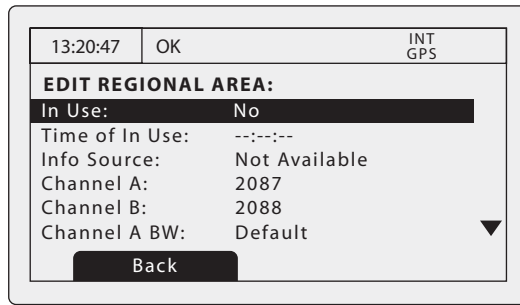 13:20:47 OK INT
GPS
EDIT REGIONAL AREA:
In Use: No
Time of In Use: --:--:--
Info Source: Not Available
Channel A: 2087
Channel B: 2088
Channel A BW: Default
Back